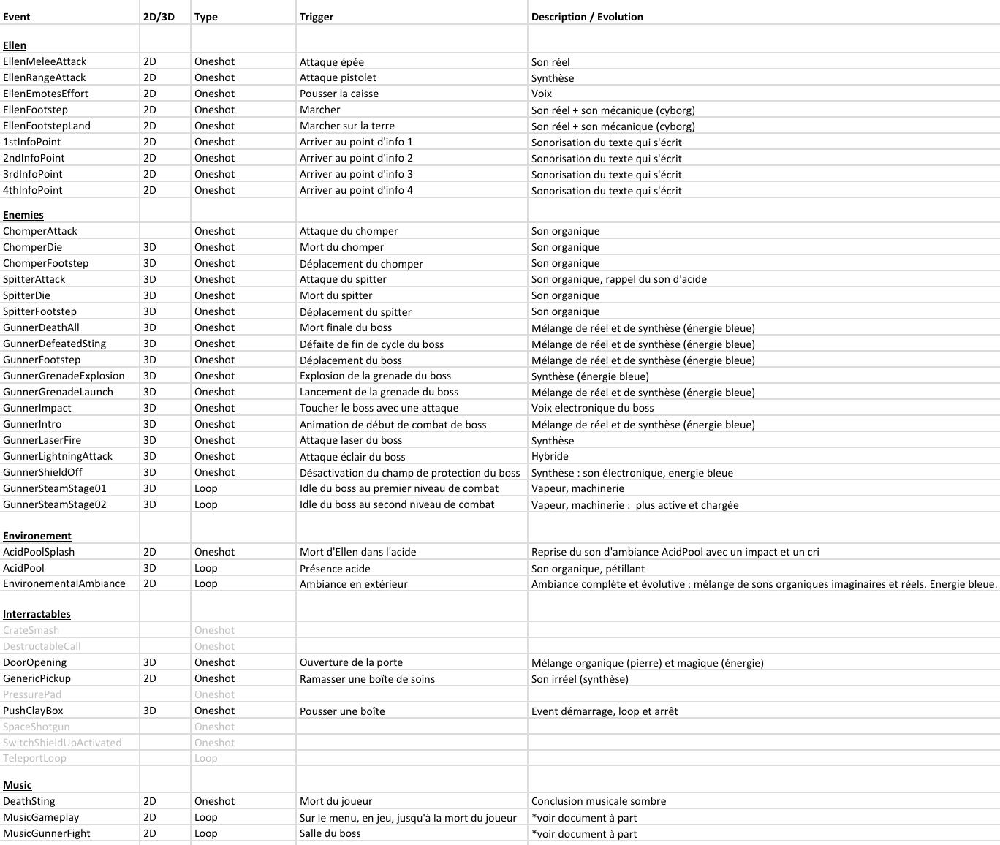 Event 2D/3D Type Trigger Description / Evolution
Ellen
EllenMeleeAttack 2D Oneshot Attaque épée Son réel
EllenRangeAttack 2D Oneshot Attaque pistolet Synthèse
EllenEmotesEffort 2D Oneshot Pousser la caisse Voix
EllenFootstep 2D Oneshot Marcher Son réel + son mécanique (cyborg)
EllenFootstepLand 2D Oneshot Marcher sur la terre Son réel + son mécanique (cyborg)
1stInfoPoint 2D Oneshot Arriver au point d'info 1 Sonorisation du texte qui s'écrit
2ndInfoPoint 2D Oneshot Arriver au point d'info 2 Sonorisation du texte qui s'écrit
3rdInfoPoint 2D Oneshot Arriver au point d'info 3 Sonorisation du texte qui s'écrit
4thInfoPoint 2D Oneshot Arriver au point d'info 4 Sonorisation du texte qui s'écrit
Enemies
ChomperAttack Oneshot Attaque du chomper Son organique
ChomperDie 3D Oneshot Mort du chomper Son organique
ChomperFootstep 3D Oneshot Déplacement du chomper Son organique
SpitterAttack 3D Oneshot Attaque du spitter Son organique, rappel du son d'acide
SpitterDie 3D Oneshot Mort du spitter Son organique
SpitterFootstep 3D Oneshot Déplacement du spitter Son organique
GunnerDeathAll 3D Oneshot Mort finale du boss Mélange de réel et de synthèse (énergie bleue)
GunnerDefeatedSting 3D Oneshot Défaite de fin de cycle du boss Mélange de réel et de synthèse (énergie bleue)
GunnerFootstep 3D Oneshot Déplacement du boss Mélange de réel et de synthèse (énergie bleue)
GunnerGrenadeExplosion 3D Oneshot Explosion de la grenade du boss Synthèse (énergie bleue)
GunnerGrenadeLaunch 3D Oneshot Lancement de la grenade du boss Mélange de réel et de synthèse (énergie bleue)
GunnerImpact 3D Oneshot Toucher le boss avec une attaque Voix electronique du boss
GunnerIntro 3D Oneshot Animation de début de combat de boss Mélange de réel et de synthèse (énergie bleue)
GunnerLaserFire 3D Oneshot Attaque laser du boss Synthèse
GunnerLightningAttack 3D Oneshot Attaque éclair du boss Hybride
GunnerShieldOff 3D Oneshot Désactivation du champ de protection du boss Synthèse : son électronique, energie bleue
GunnerSteamStage01 3D Loop Idle du boss au premier niveau de combat Vapeur, machinerie
GunnerSteamStage02 3D Loop Idle du boss au second niveau de combat Vapeur, machinerie :  plus active et chargée
Environement
AcidPoolSplash 2D Oneshot Mort d'Ellen dans l'acide Reprise du son d'ambiance AcidPool avec un impact et un cri
AcidPool 3D Loop Présence acide Son organique, pétillant
EnvironementalAmbiance 2D Loop Ambiance en extérieur Ambiance complète et évolutive : mélange de sons organiques imaginaires et réels. Energie bleue.
Interractables
CrateSmash Oneshot
DestructableCall Oneshot
DoorOpening 3D Oneshot Ouverture de la porte Mélange organique (pierre) et magique (énergie)
GenericPickup 2D Oneshot Ramasser une boîte de soins Son irréel (synthèse)
PressurePad Oneshot
PushClayBox 3D Oneshot Pousser une boîte Event démarrage, loop et arrêt
SpaceShotgun Oneshot
SwitchShieldUpActivated Oneshot
TeleportLoop Loop
Music
DeathSting 2D Oneshot Mort du joueur Conclusion musicale sombre
MusicGameplay 2D Loop Sur le menu, en jeu, jusqu'à la mort du joueur *voir document à part
MusicGunnerFight 2D Loop Salle du boss *voir document à part